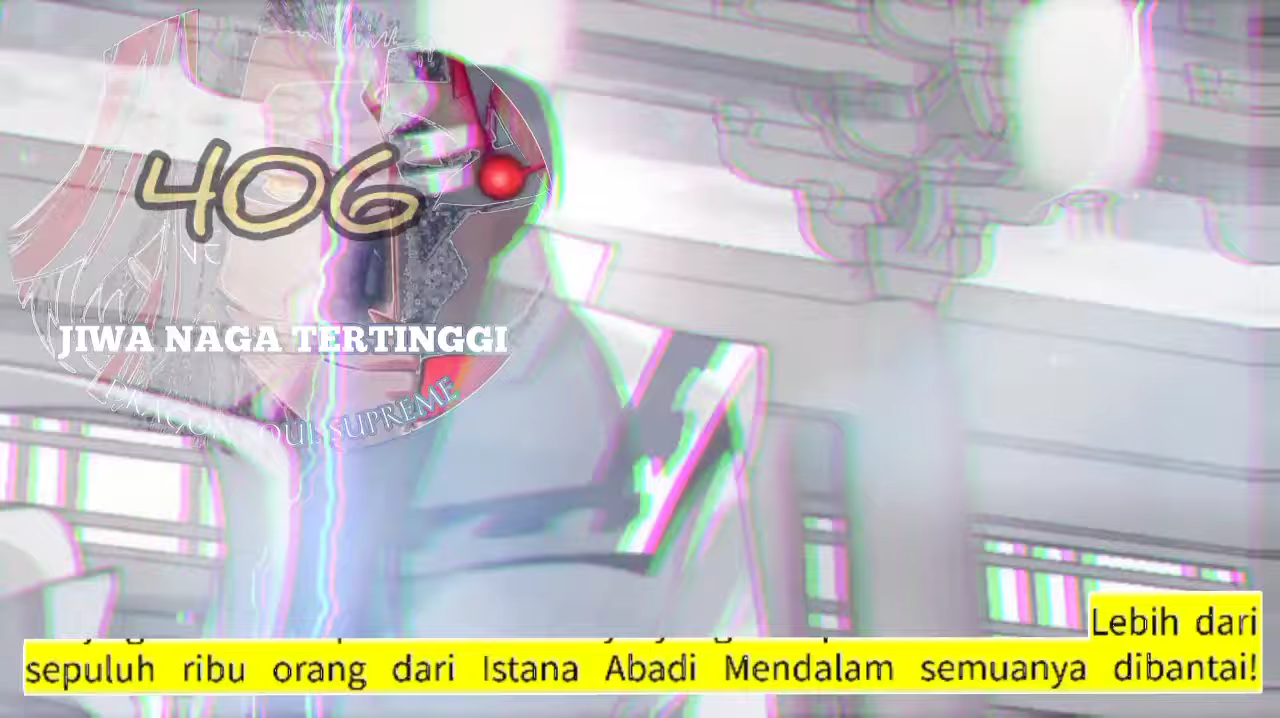 406
JIWA NAGA TERTINGGI
DRAGON SOUL SUPREME
Lebih dari
sepuluh ribu orang dari Istana Abadi Mendalam semuanya dibantai!